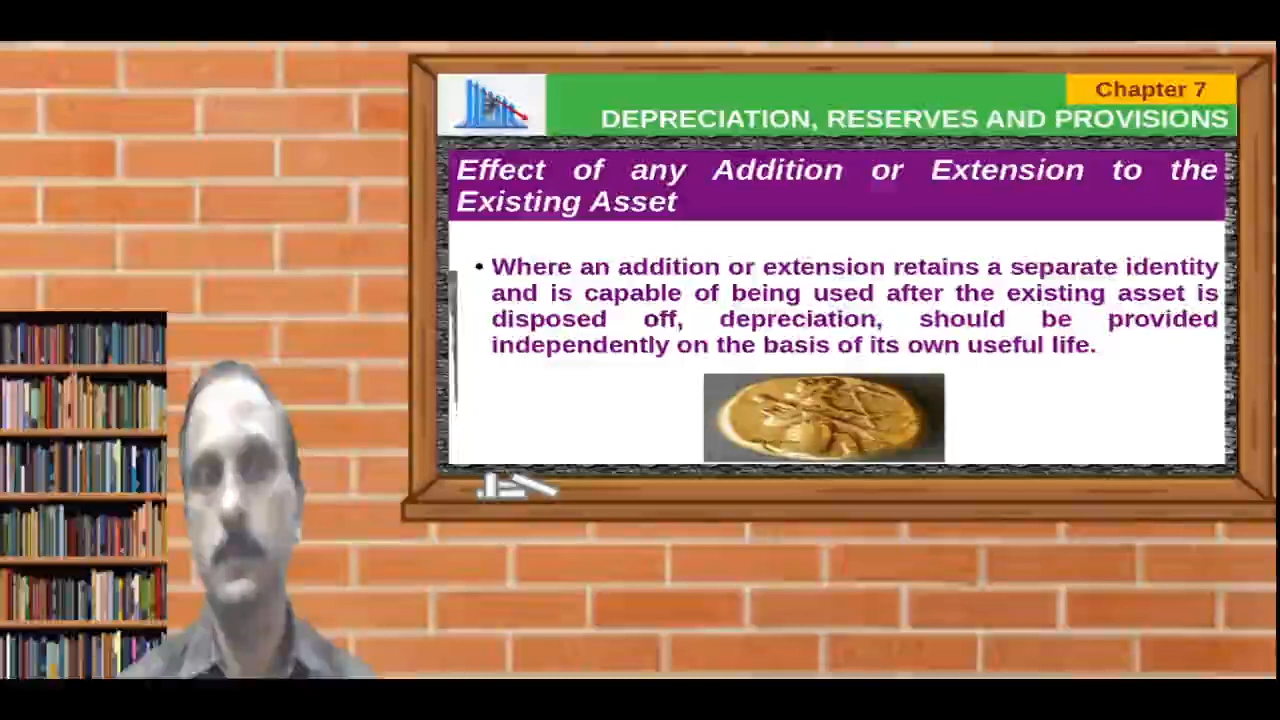 Chapter 7
DEPRECIATION, RESERVES AND PROVISIONS
Effect of any Addition or Extension to the
Existing Asset
• Where an addition or extension retains a separate identity
and is capable of being used after the existing asset is
disposed off, depreciation, should be provided
independently on the basis of its own useful life.